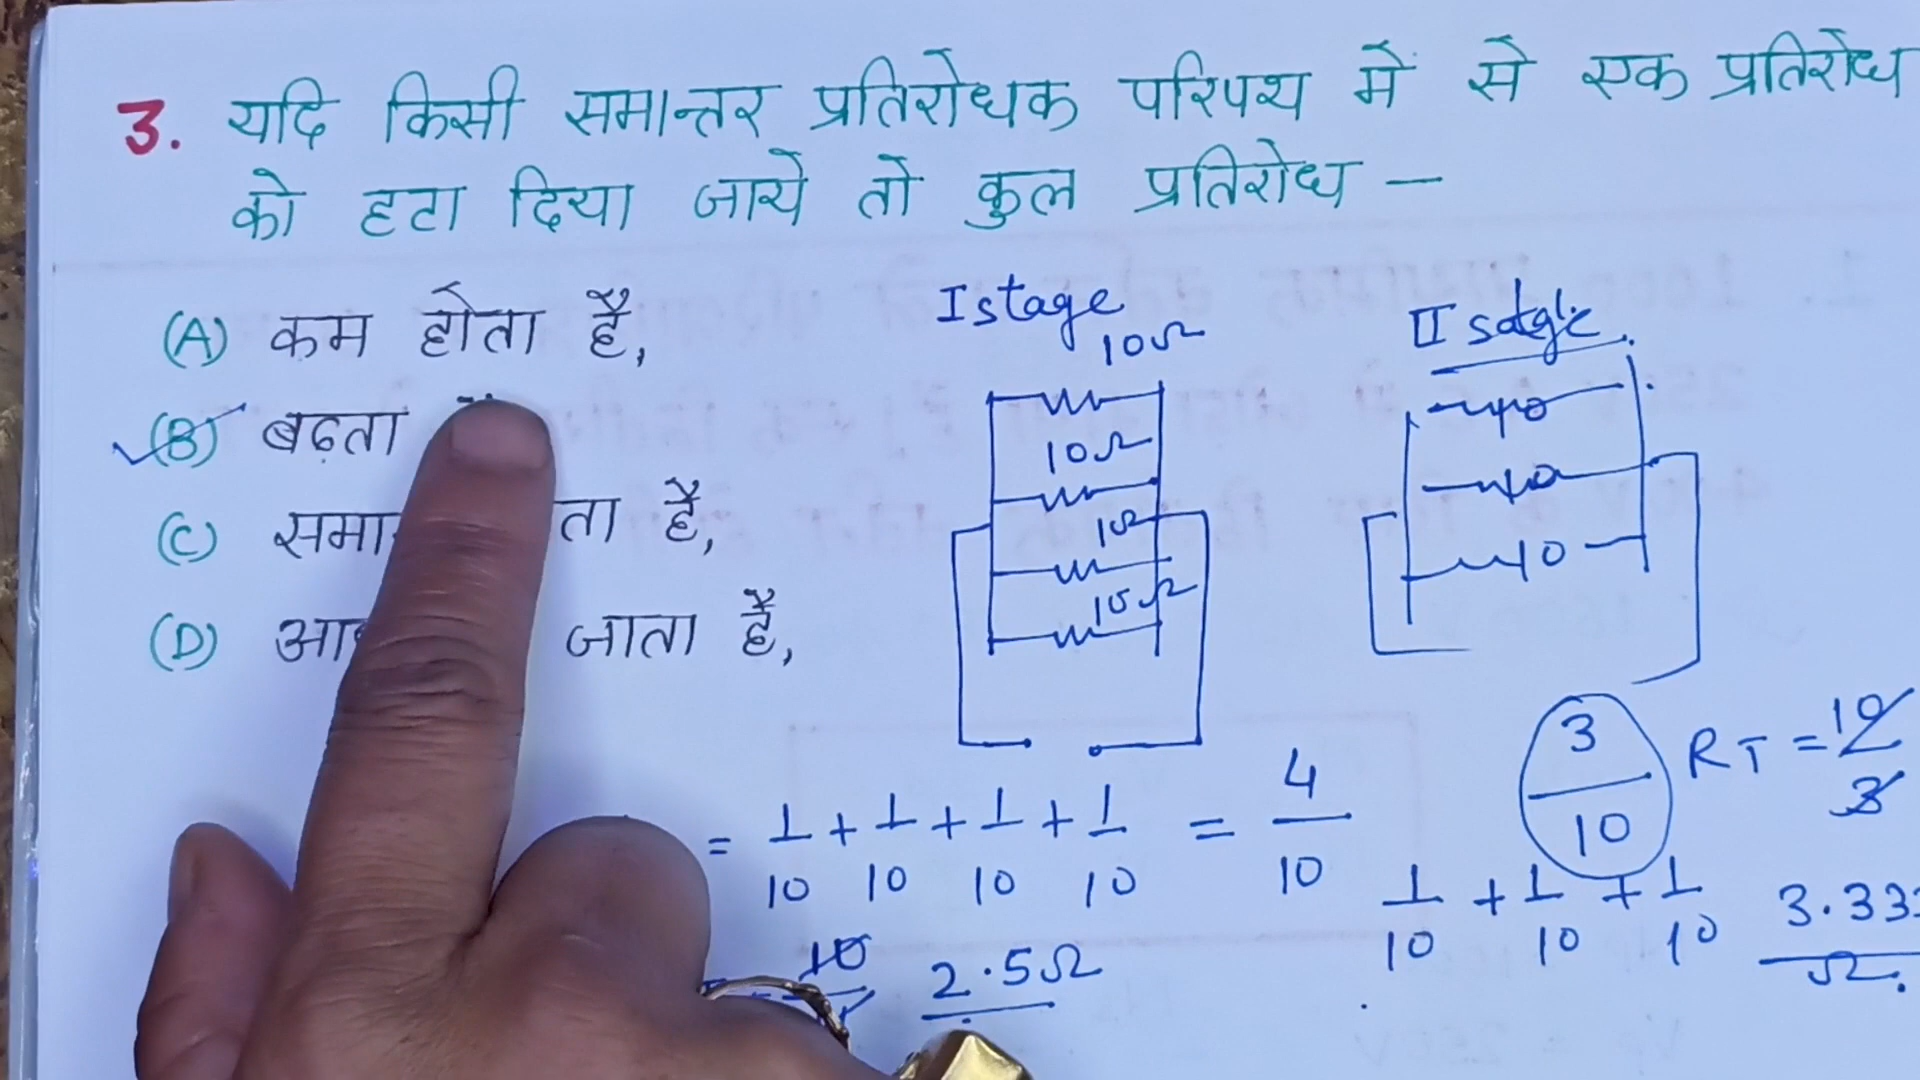 3. यदि किसी समान्तर प्रतिरोधक परिपथ में से एक प्रतिरोध
को हटा दिया जाये तो कुल प्रतिरोध –
(A) कम होता है,
(B) बढ़ता
(C) समा ता है,
(D) जाता है,
I stage
10Ω
10Ω
10Ω
10Ω
II
10
10
10
= 1/10 + 1/10 + 1/10 + 1/10 = 4/10
10 2.5Ω
3/10
RT = 10/3
1/10 + 1/10 + 1/10
3.33
Ω.